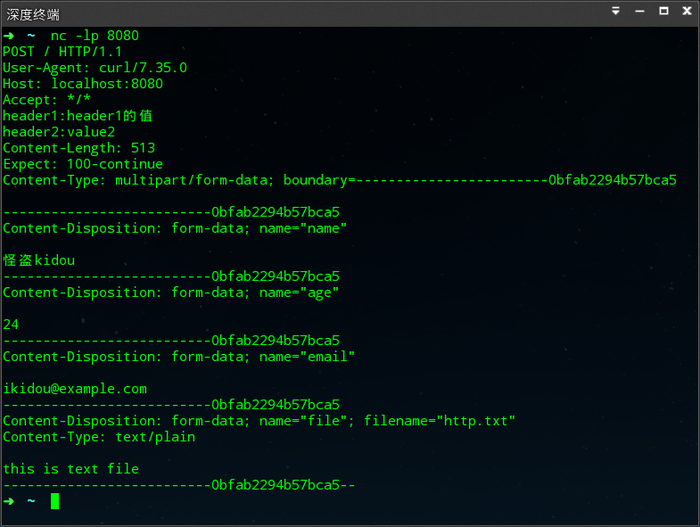 深度终端
➜ ~ nc -lp 8080
POST / HTTP/1.1
User-Agent: curl/7.35.0
Host: localhost:8080
Accept: */*
header1:header1的值
header2:value2
Content-Length: 513
Expect: 100-continue
Content-Type: multipart/form-data; boundary=------------------------0bfab2294b57bca5

--------------------------0bfab2294b57bca5
Content-Disposition: form-data; name="name"

怪盗kidou
--------------------------0bfab2294b57bca5
Content-Disposition: form-data; name="age"

24
--------------------------0bfab2294b57bca5
Content-Disposition: form-data; name="email"

ikidou@example.com
--------------------------0bfab2294b57bca5
Content-Disposition: form-data; name="file"; filename="http.txt"
Content-Type: text/plain

this is text file
--------------------------0bfab2294b57bca5--
➜ ~